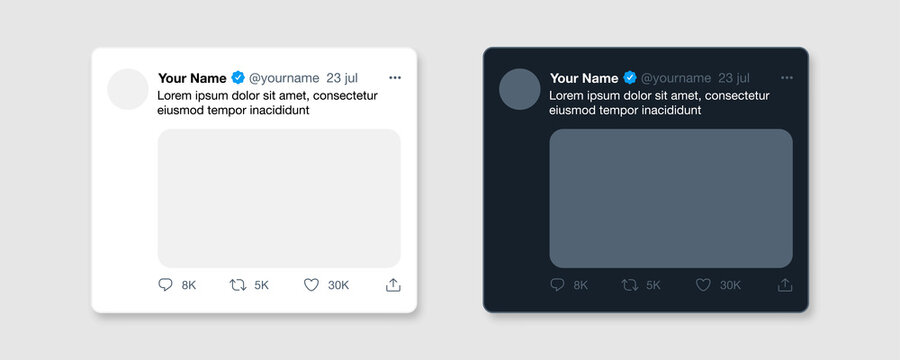 Your Name @yourname 23 jul
Lorem ipsum dolor sit amet, consectetur
eiusmod tempor inacididunt
8K 5K 30K
Your Name @yourname 23 jul
Lorem ipsum dolor sit amet, consectetur
eiusmod tempor inacididunt
8K 5K 30K